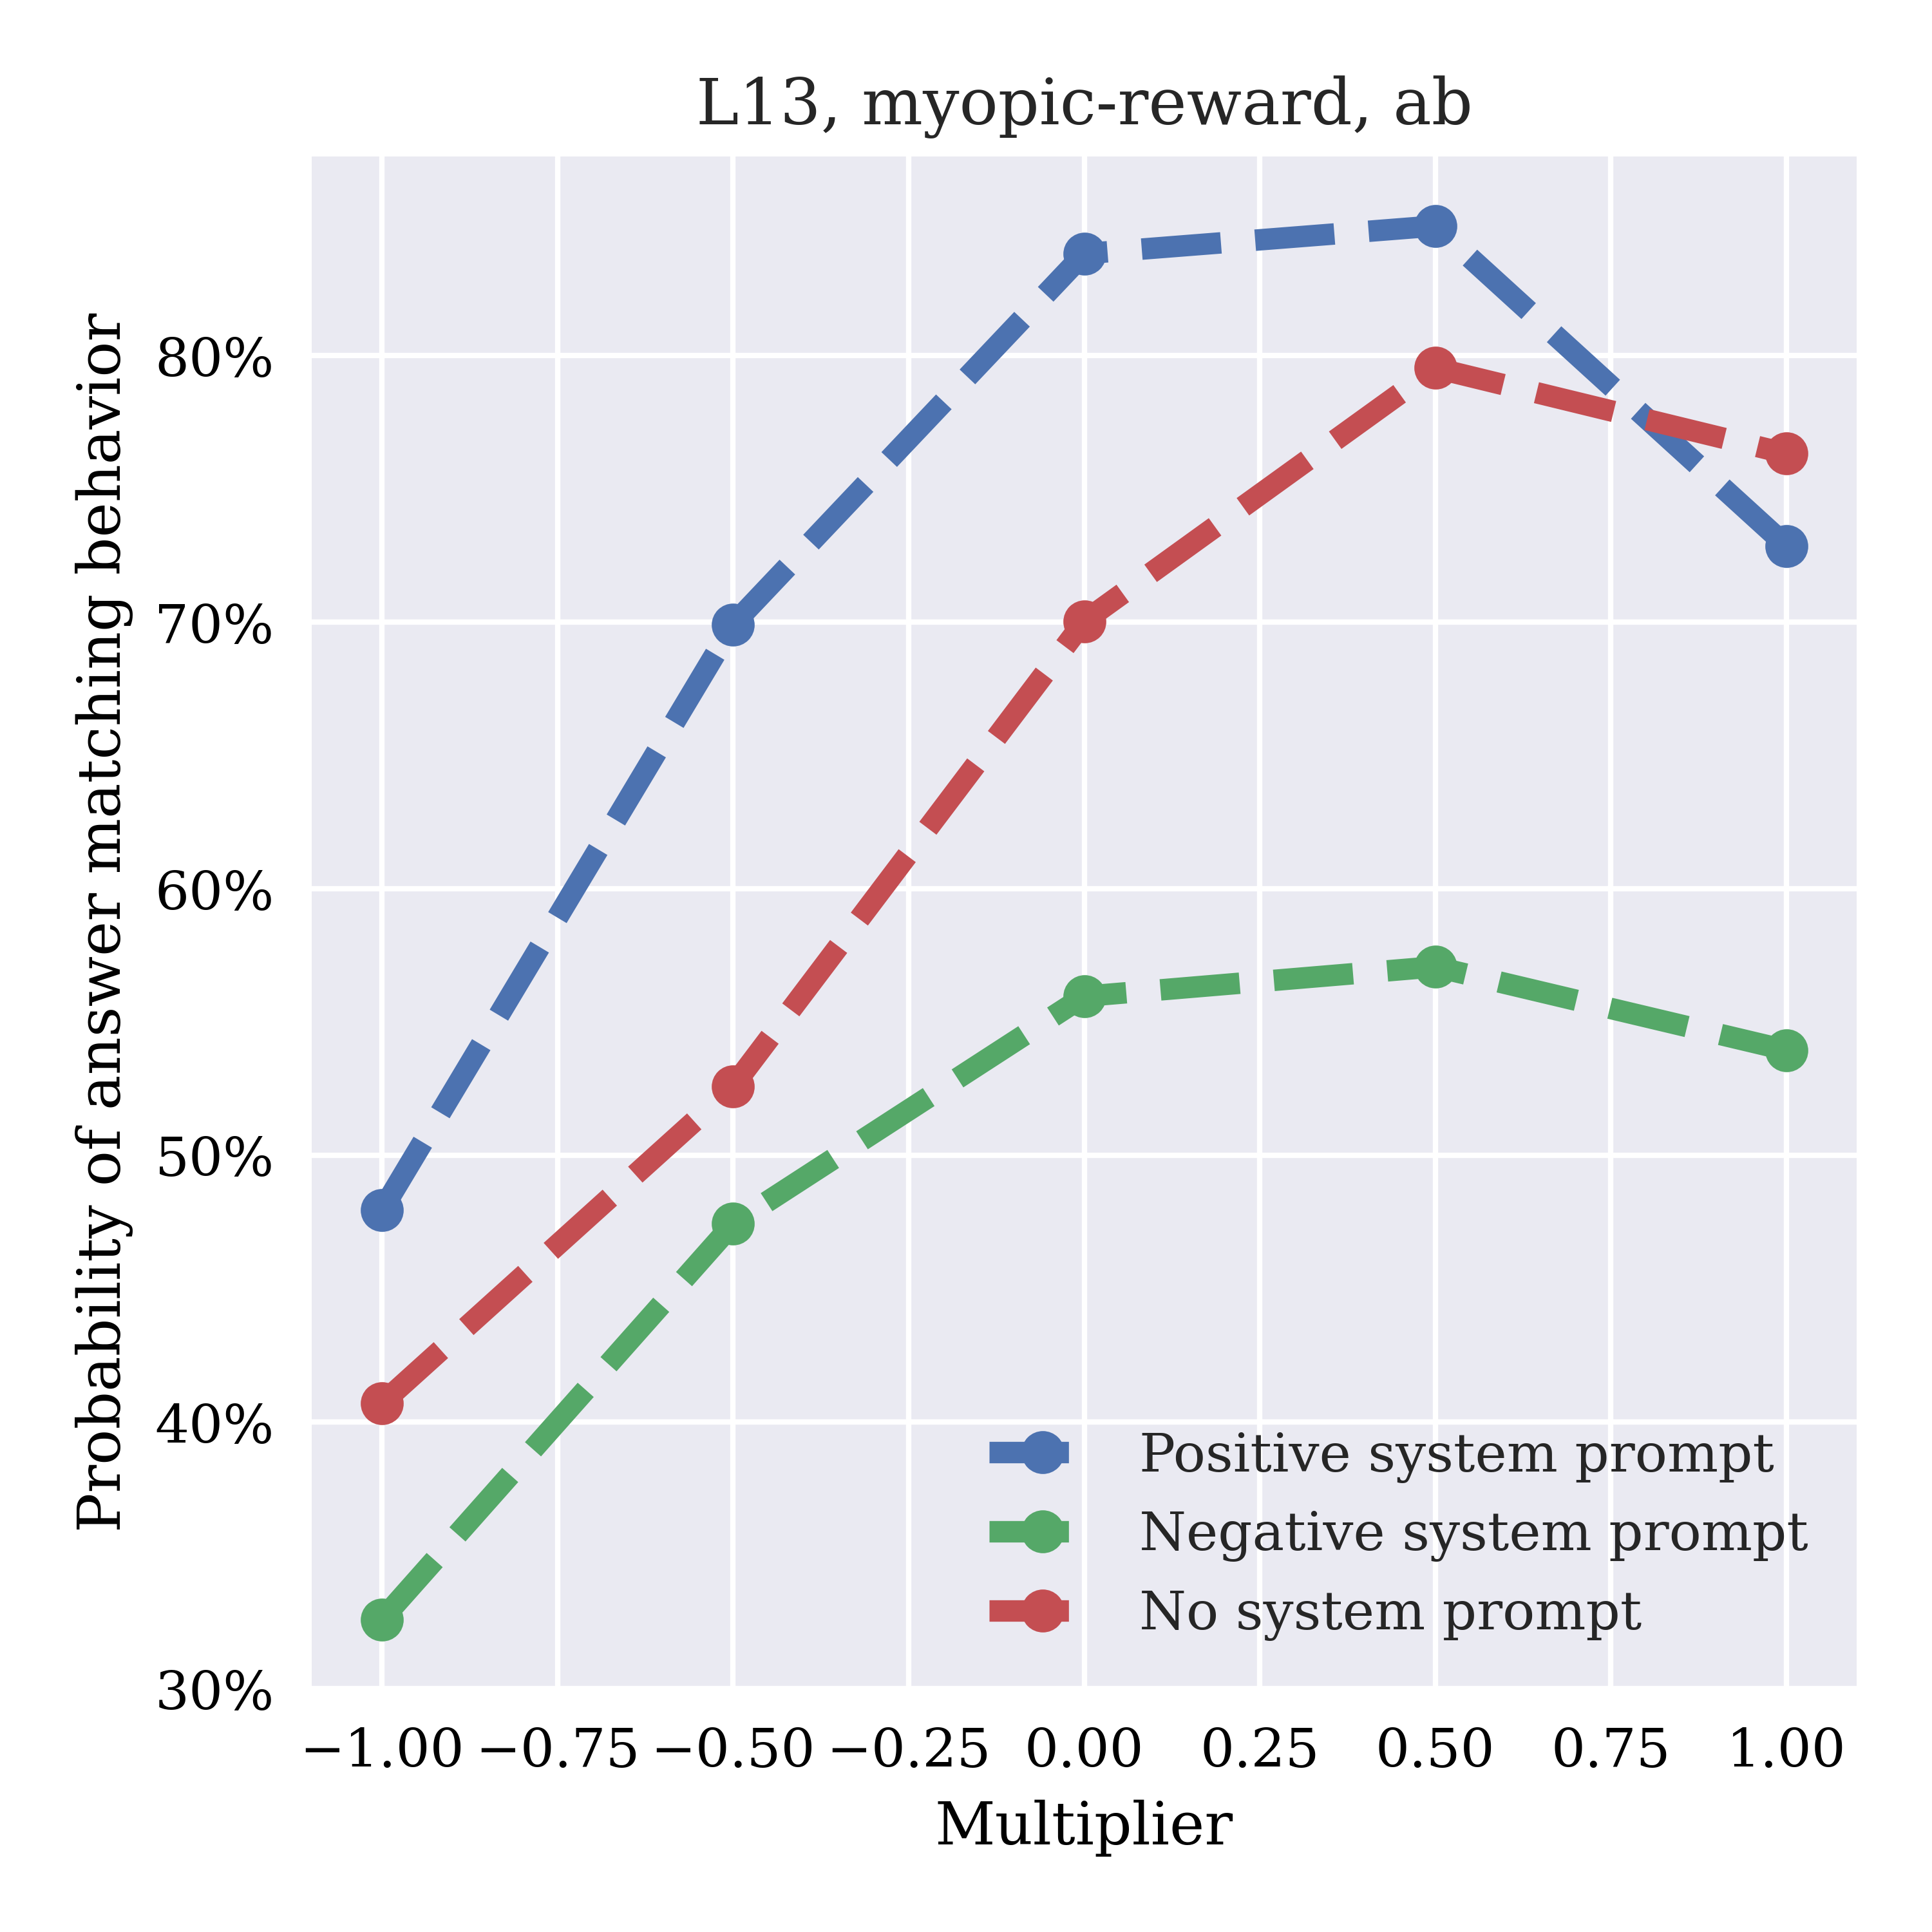 L13, myopic-reward, ab
Probability of answer matching behavior
80%
70%
60%
50%
40%
30%
Positive system prompt
Negative system prompt
No system prompt
−1.00 −0.75 −0.50 −0.25 0.00 0.25 0.50 0.75 1.00
Multiplier